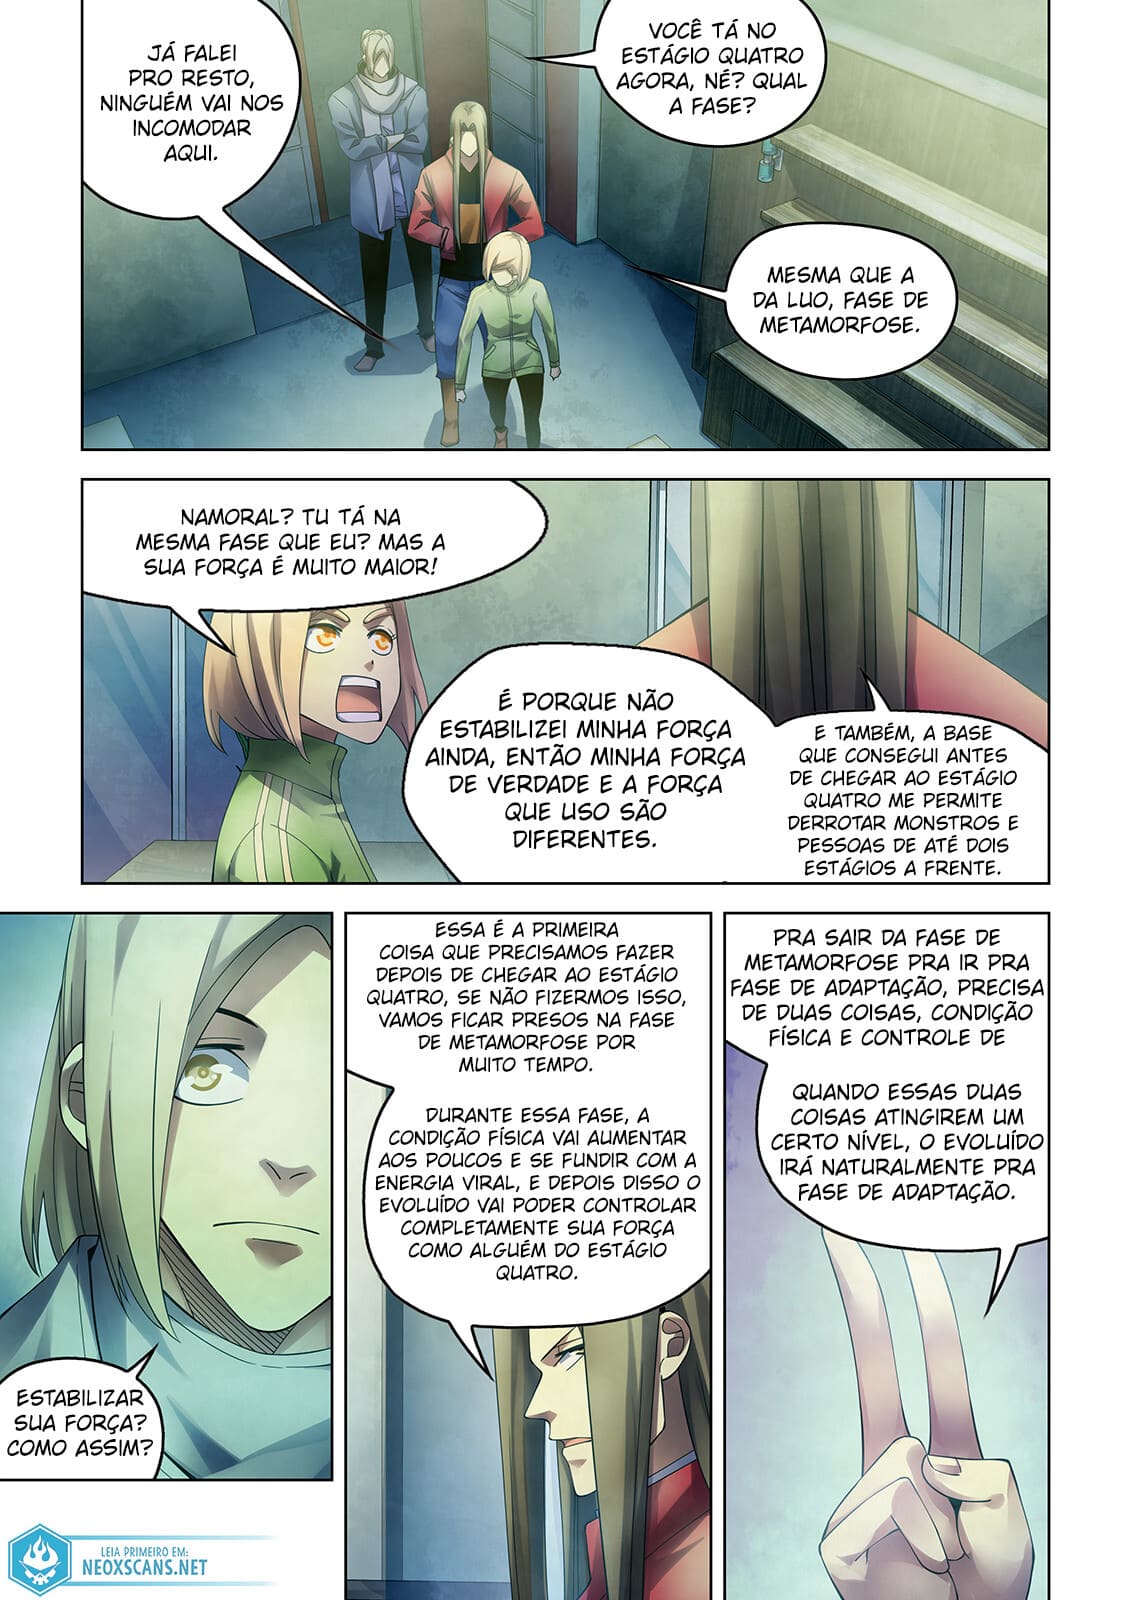 JÁ FALEI
PRO RESTO,
NINGUÉM VAI NOS
INCOMODAR
AQUI.
VOCÊ TÁ NO
ESTÁGIO QUATRO
AGORA, NÉ? QUAL
A FASE?
MESMA QUE A
DA LUO, FASE DE
METAMORFOSE.
NAMORAL? TU TÁ NA
MESMA FASE QUE EU? MAS A
SUA FORÇA É MUITO MAIOR!
É PORQUE NÃO
ESTABILIZEI MINHA FORÇA
AINDA, ENTÃO MINHA FORÇA
DE VERDADE E A FORÇA
QUE USO SÃO
DIFERENTES.
E TAMBÉM, A BASE
QUE CONSEGUI ANTES
DE CHEGAR AO ESTÁGIO
QUATRO ME PERMITE
DERROTAR MONSTROS E
PESSOAS DE ATÉ DOIS
ESTÁGIOS A FRENTE.
ESTABILIZAR
SUA FORÇA?
COMO ASSIM?
ESSA É A PRIMEIRA
COISA QUE PRECISAMOS FAZER
DEPOIS DE CHEGAR AO ESTÁGIO
QUATRO, SE NÃO FIZERMOS ISSO,
VAMOS FICAR PRESOS NA FASE
DE METAMORFOSE POR
MUITO TEMPO.
DURANTE ESSA FASE, A
CONDIÇÃO FÍSICA VAI AUMENTAR
AOS POUCOS E SE FUNDIR COM A
ENERGIA VIRAL, E DEPOIS DISSO O
EVOLUÍDO VAI PODER CONTROLAR
COMPLETAMENTE SUA FORÇA
COMO ALGUÉM DO ESTÁGIO
QUATRO.
PRA SAIR DA FASE DE
METAMORFOSE PRA IR PRA
FASE DE ADAPTAÇÃO, PRECISA
DE DUAS COISAS, CONDIÇÃO
FÍSICA E CONTROLE DE
QUANDO ESSAS DUAS
COISAS ATINGIREM UM
CERTO NÍVEL, O EVOLUÍDO
IRÁ NATURALMENTE PRA
FASE DE ADAPTAÇÃO.
LEIA PRIMEIRO EM:
NEOXSCANS.NET